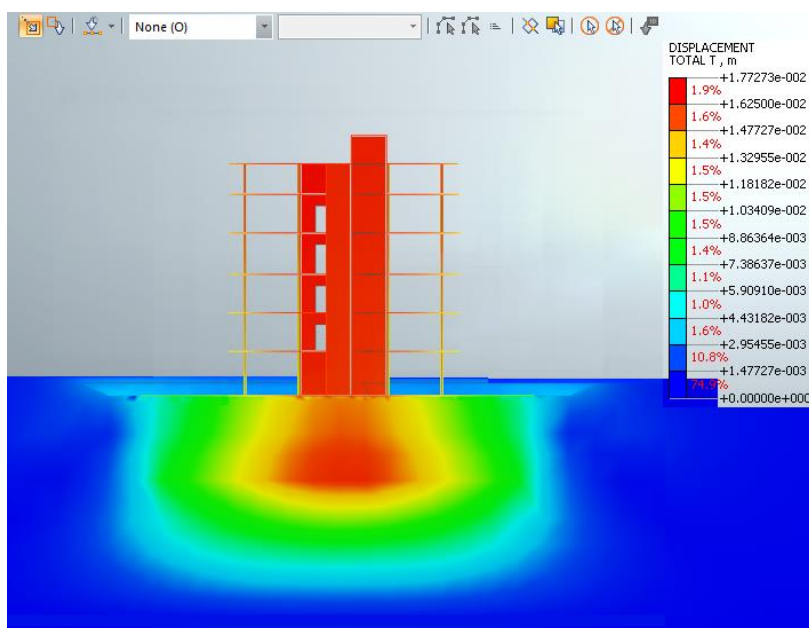 None (0)
DISPLACEMENT
TOTAL T , m
+1.77273e-002
1.9%
+1.62500e-002
1.6%
+1.47727e-002
1.4%
+1.32955e-002
1.5%
+1.18182e-002
1.5%
+1.03409e-002
1.5%
+8.86364e-003
1.4%
+7.38637e-003
1.1%
+5.90910e-003
1.0%
+4.43182e-003
1.6%
+2.95455e-003
10.8%
+1.47727e-003
74.9%
+0.00000e+000